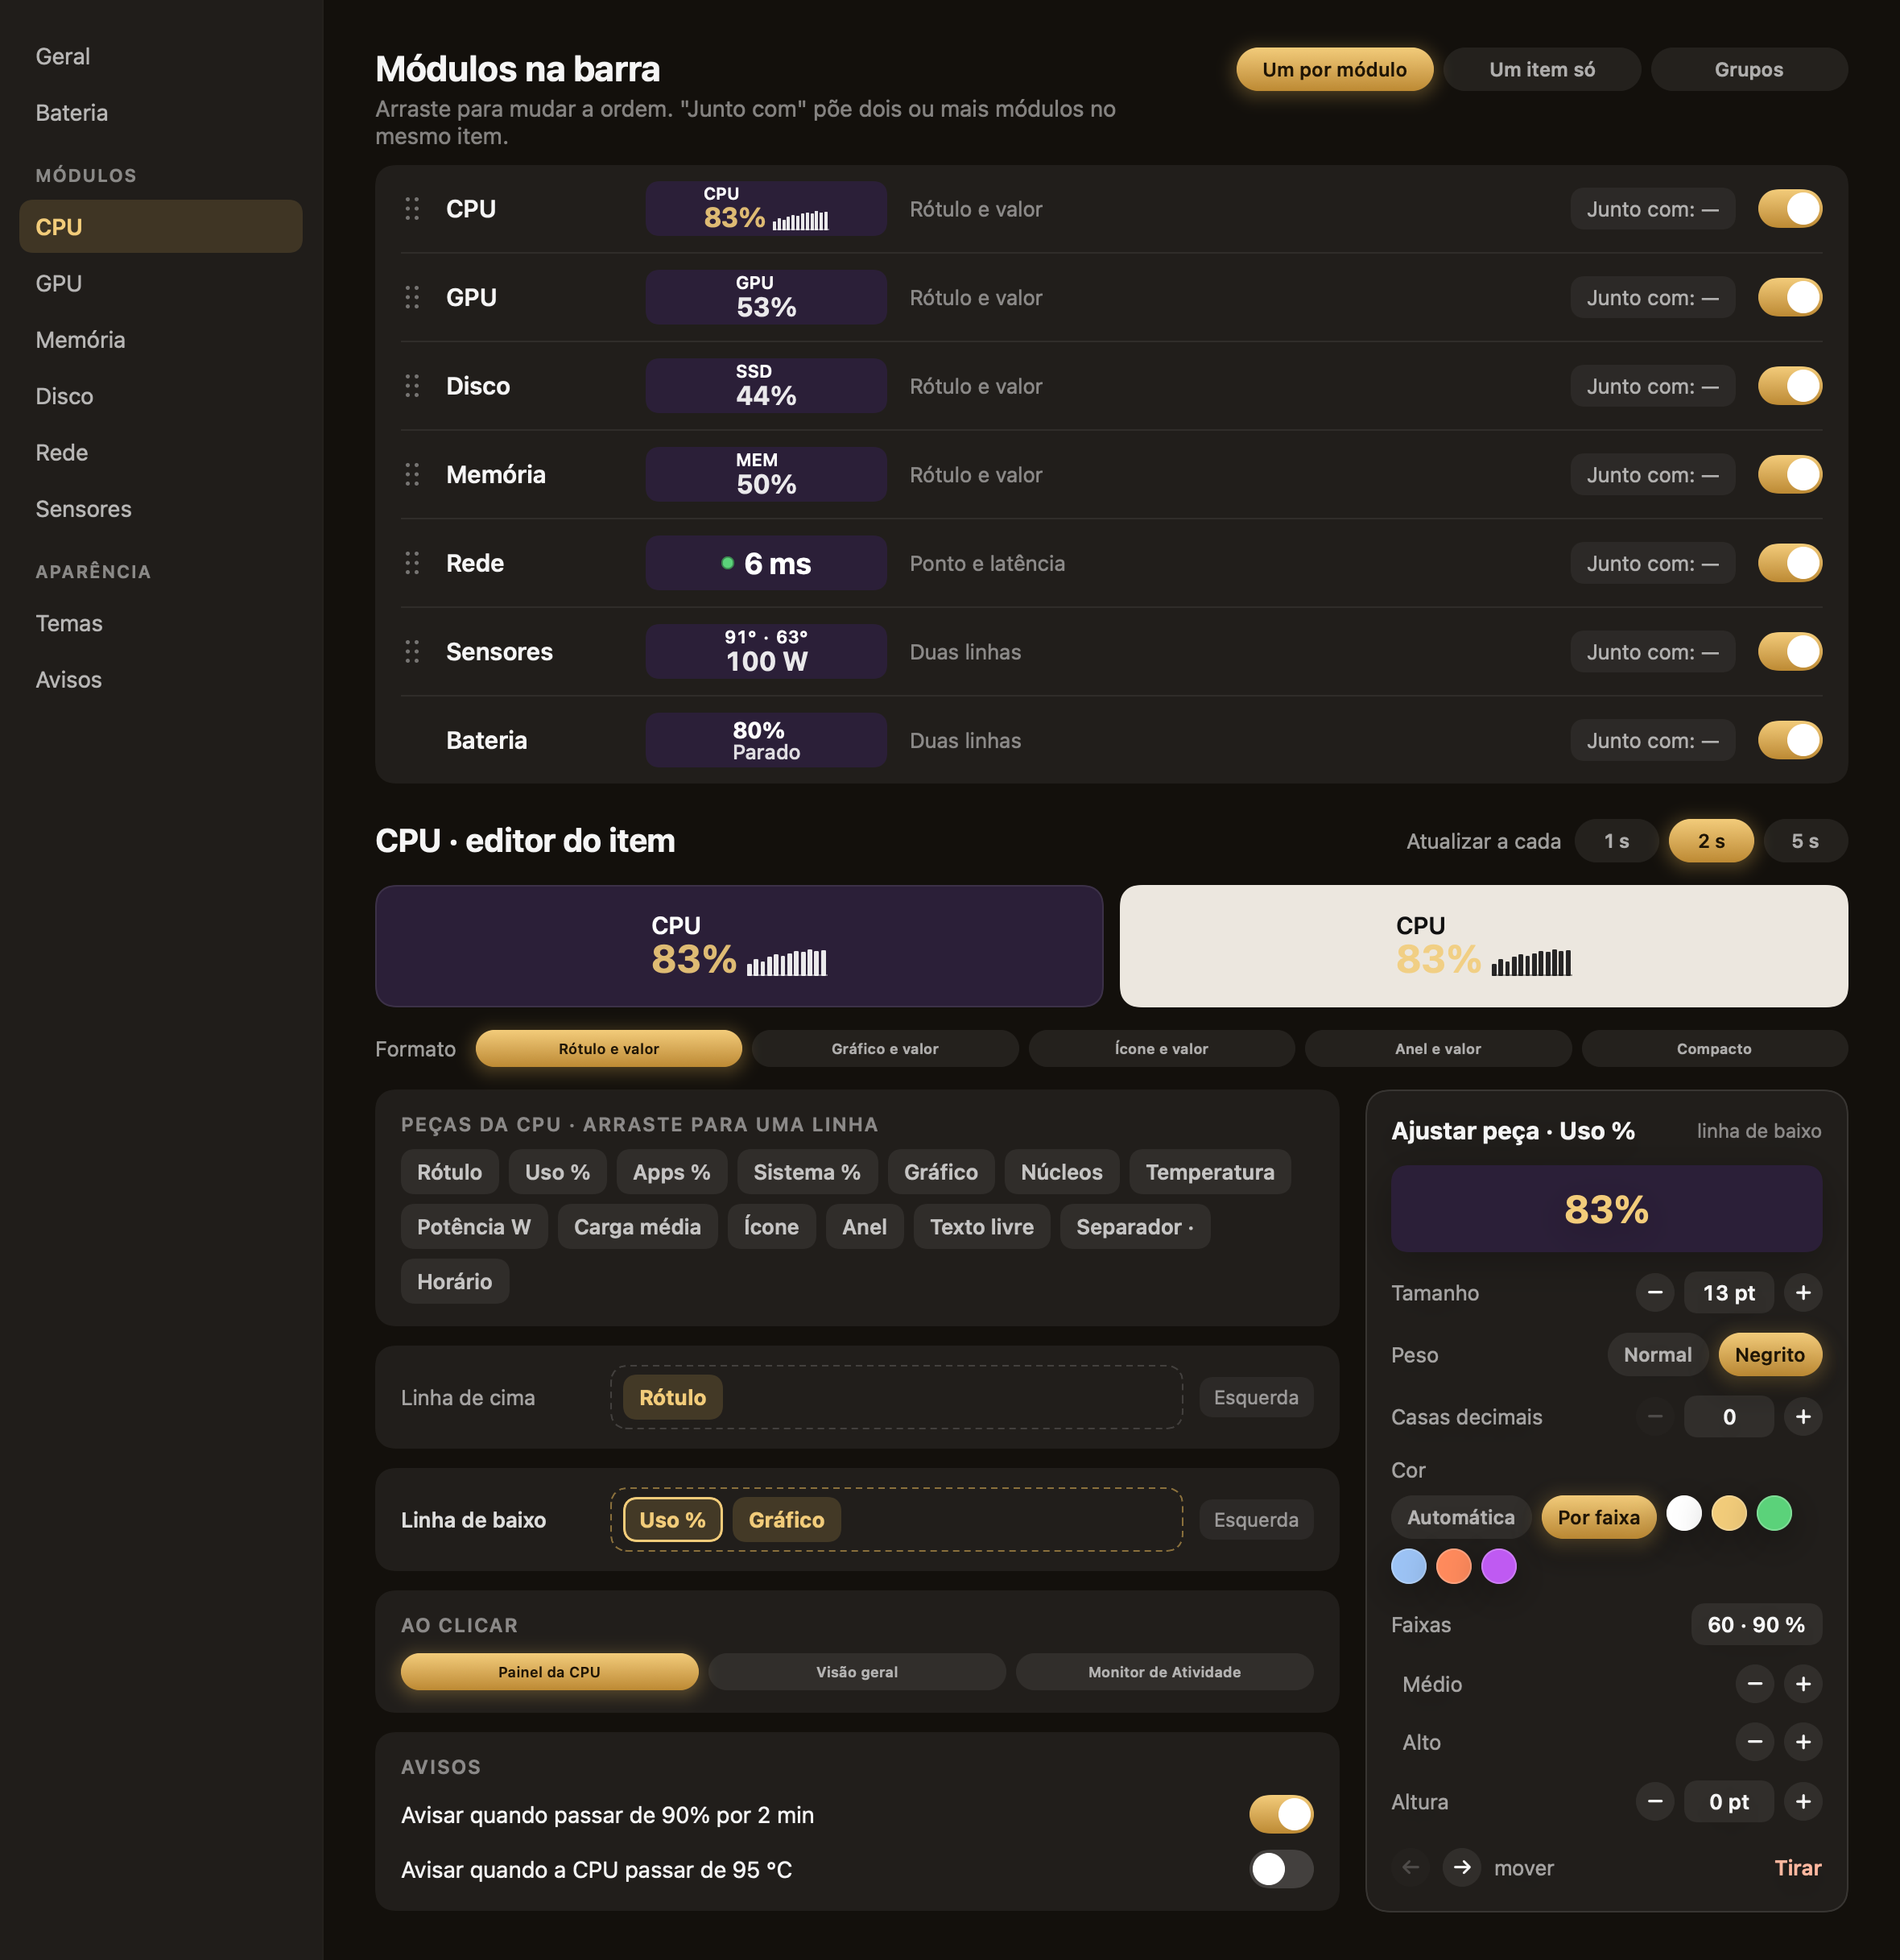 Geral
Bateria
MÓDULOS
CPU
GPU
Memória
Disco
Rede
Sensores
APARÊNCIA
Temas
Avisos
Módulos na barra
Um por módulo
Um item só
Grupos
Arraste para mudar a ordem. "Junto com" põe dois ou mais módulos no
mesmo item.
CPU
CPU
83%
Rótulo e valor
Junto com: —
GPU
GPU
53%
Rótulo e valor
Junto com: —
Disco
SSD
44%
Rótulo e valor
Junto com: —
Memória
MEM
50%
Rótulo e valor
Junto com: —
Rede
6 ms
Ponto e latência
Junto com: —
Sensores
91° · 63°
100 W
Duas linhas
Junto com: —
Bateria
80%
Parado
Duas linhas
Junto com: —
CPU · editor do item
Atualizar a cada
1 s
2 s
5 s
CPU
83%
CPU
83%
Formato
Rótulo e valor
Gráfico e valor
Ícone e valor
Anel e valor
Compacto
PEÇAS DA CPU · ARRASTE PARA UMA LINHA
Rótulo
Uso %
Apps %
Sistema %
Gráfico
Núcleos
Temperatura
Potência W
Carga média
Ícone
Anel
Texto livre
Separador ·
Horário
Linha de cima
Rótulo
Esquerda
Linha de baixo
Uso %
Gráfico
Esquerda
AO CLICAR
Painel da CPU
Visão geral
Monitor de Atividade
AVISOS
Avisar quando passar de 90% por 2 min
Avisar quando a CPU passar de 95 °C
Ajustar peça · Uso %
linha de baixo
83%
Tamanho
− 13 pt +
Peso
Normal
Negrito
Casas decimais
− 0 +
Cor
Automática
Por faixa
Faixas
60 · 90 %
Médio
− +
Alto
− +
Altura
− 0 pt +
← → mover
Tirar